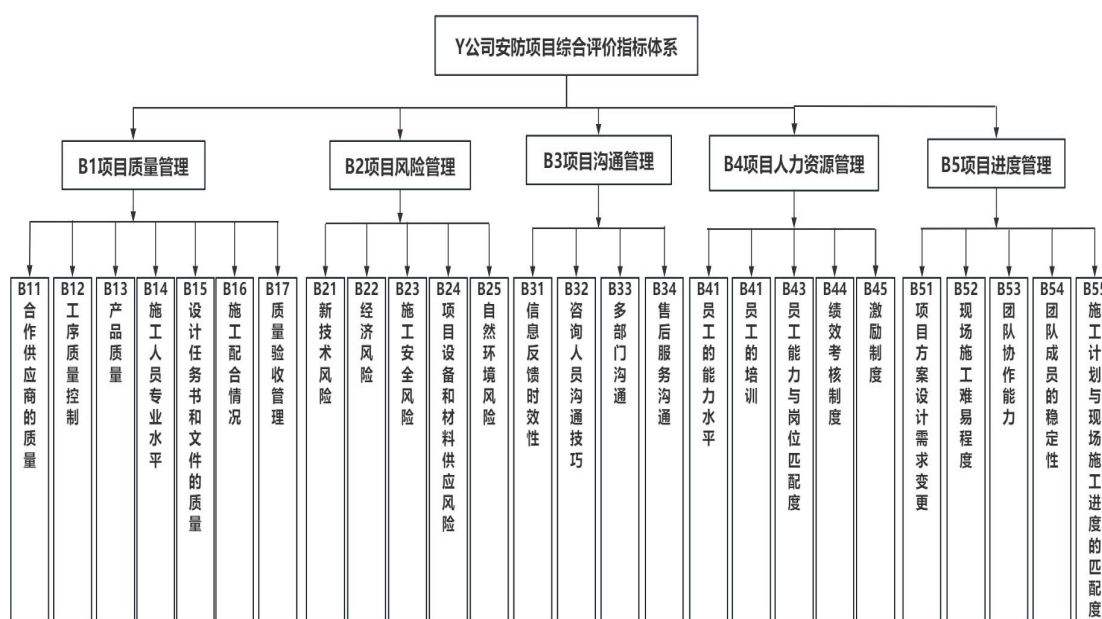 Y公司安防项目综合评价指标体系
B1项目质量管理
B2项目风险管理
B3项目沟通管理
B4项目人力资源管理
B5项目进度管理
B11合作供应商的质量
B12工序质量控制
B13产品质量
B14施工人员专业水平
B15设计任务书和文件的质量
B16施工配合情况
B17质量验收管理
B21新技术风险
B22经济风险
B23施工安全风险
B24项目设备和材料供应风险
B25自然环境风险
B31信息反馈时效性
B32咨询人员沟通技巧
B33多部门沟通
B34售后服务沟通
B41员工的能力水平
B41员工的培训
B43员工能力与岗位匹配度
B44绩效考核制度
B45激励制度
B51项目方案设计需求变更
B52现场施工难易程度
B53团队协作能力
B54团队成员的稳定性
B55施工计划与现场施工进度的匹配度